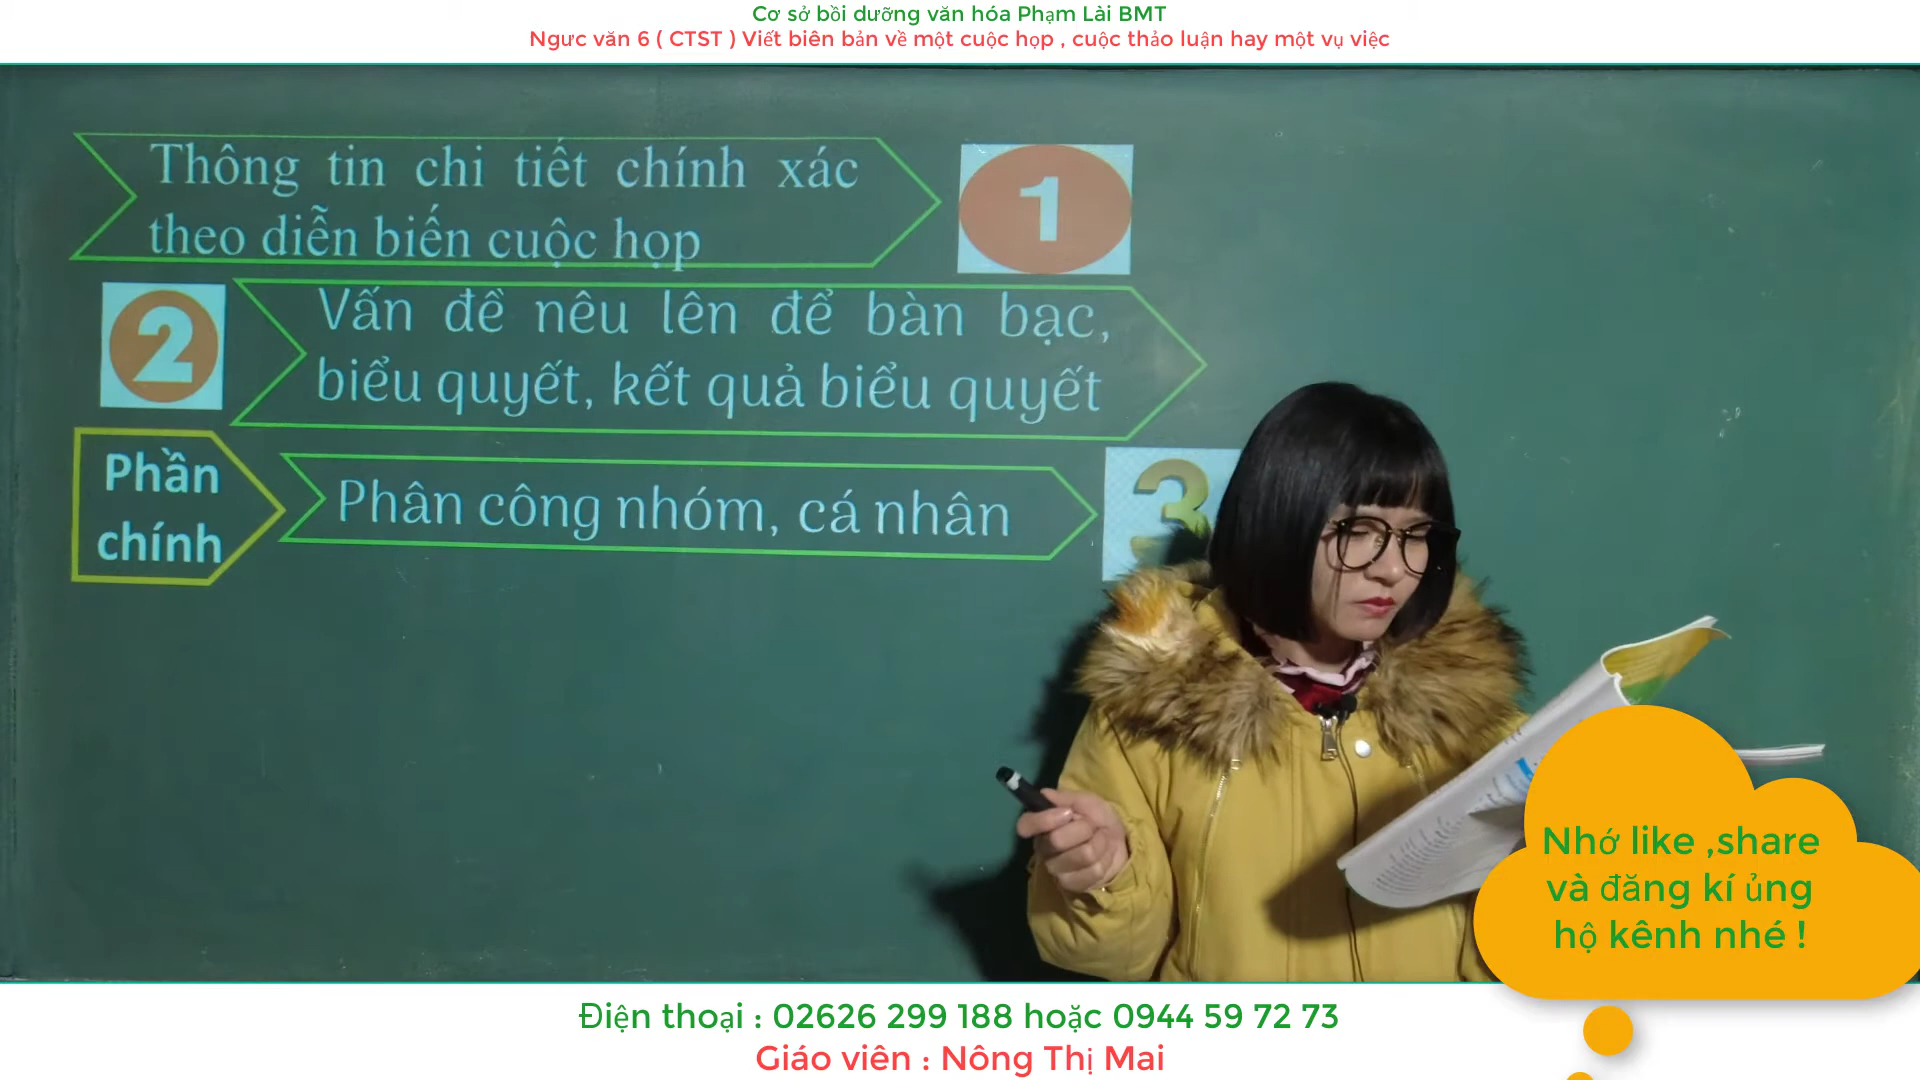 Cơ sở bồi dưỡng văn hóa Phạm Lài BMT
Ngưc văn 6 ( CTST ) Viết biên bản về một cuộc họp , cuộc thảo luận hay một vụ việc
Thông tin chi tiết chính xác
theo diễn biến cuộc họp
1
2
Vấn đề nêu lên để bàn bạc,
biểu quyết, kết quả biểu quyết
Phần
chính
Phân công nhóm, cá nhân
3
Nhớ like ,share
và đăng kí ủng
hộ kênh nhé !
Điện thoại : 02626 299 188 hoặc 0944 59 72 73
Giáo viên : Nông Thị Mai